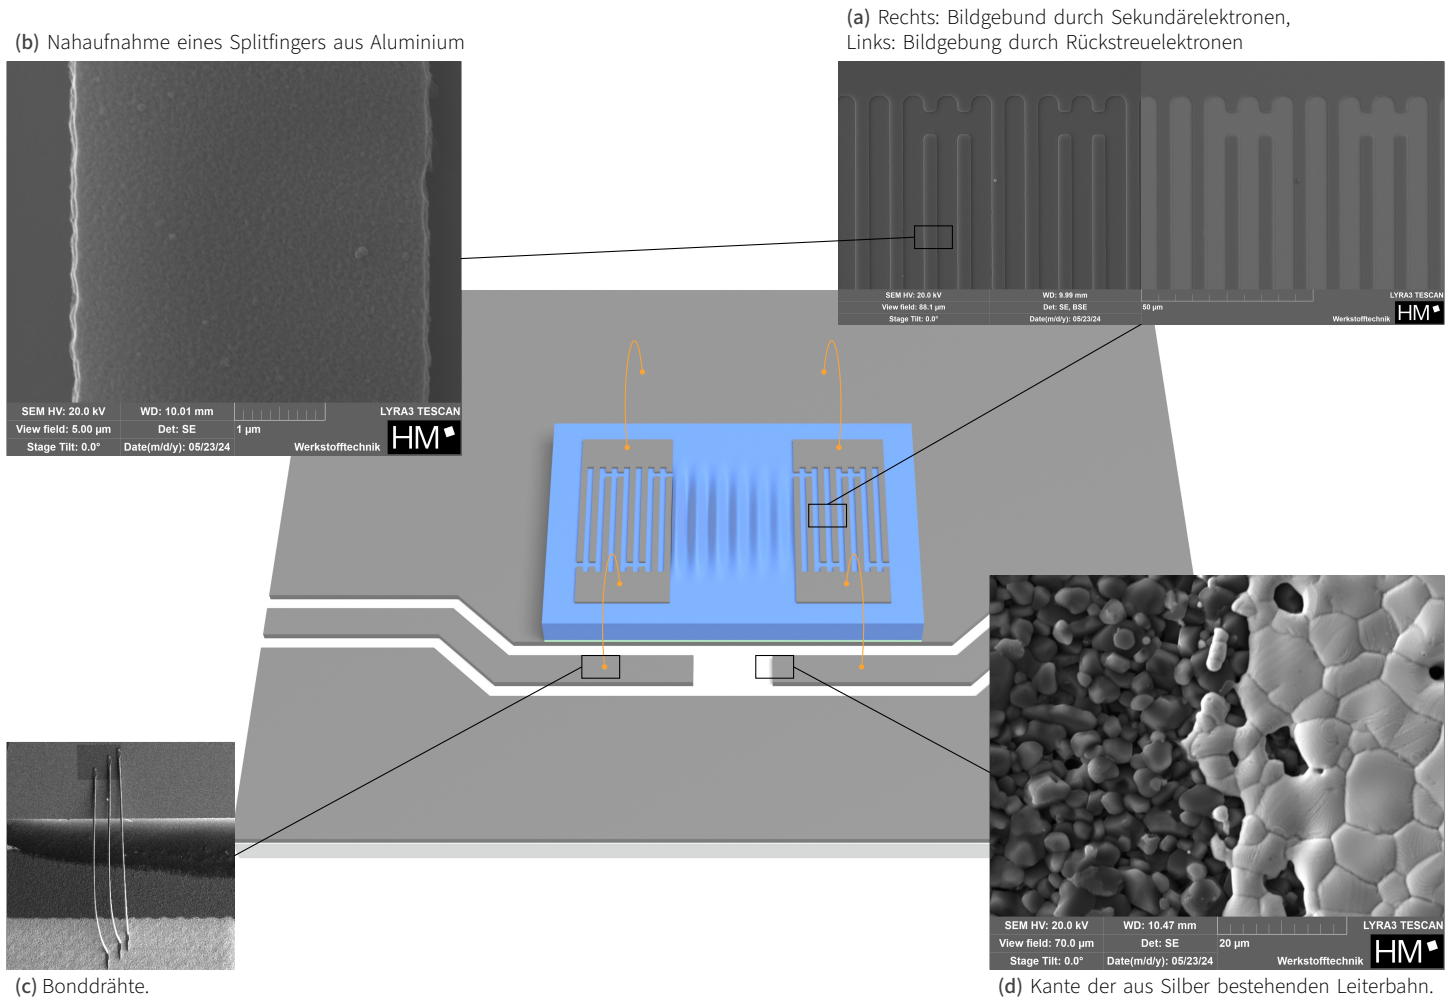 (a) Rechts: Bildgebund durch Sekundärelektronen,
Links: Bildgebung durch Rückstreuelektronen
(b) Nahaufnahme eines Splitfingers aus Aluminium
SEM HV: 20.0 kV WD: 9.99 mm LYRA3 TESCAN
View field: 88.1 µm Det: SE, BSE 50 µm
Stage Tilt: 0.0° Date(m/d/y): 05/23/24 Werkstofftechnik HM
SEM HV: 20.0 kV WD: 10.01 mm LYRA3 TESCAN
View field: 5.00 µm Det: SE 1 µm
Stage Tilt: 0.0° Date(m/d/y): 05/23/24 Werkstofftechnik HM
SEM HV: 20.0 kV WD: 10.47 mm LYRA3 TESCAN
View field: 70.0 µm Det: SE 20 µm
Stage Tilt: 0.0° Date(m/d/y): 05/23/24 Werkstofftechnik HM
(c) Bonddrähte.
(d) Kante der aus Silber bestehenden Leiterbahn.